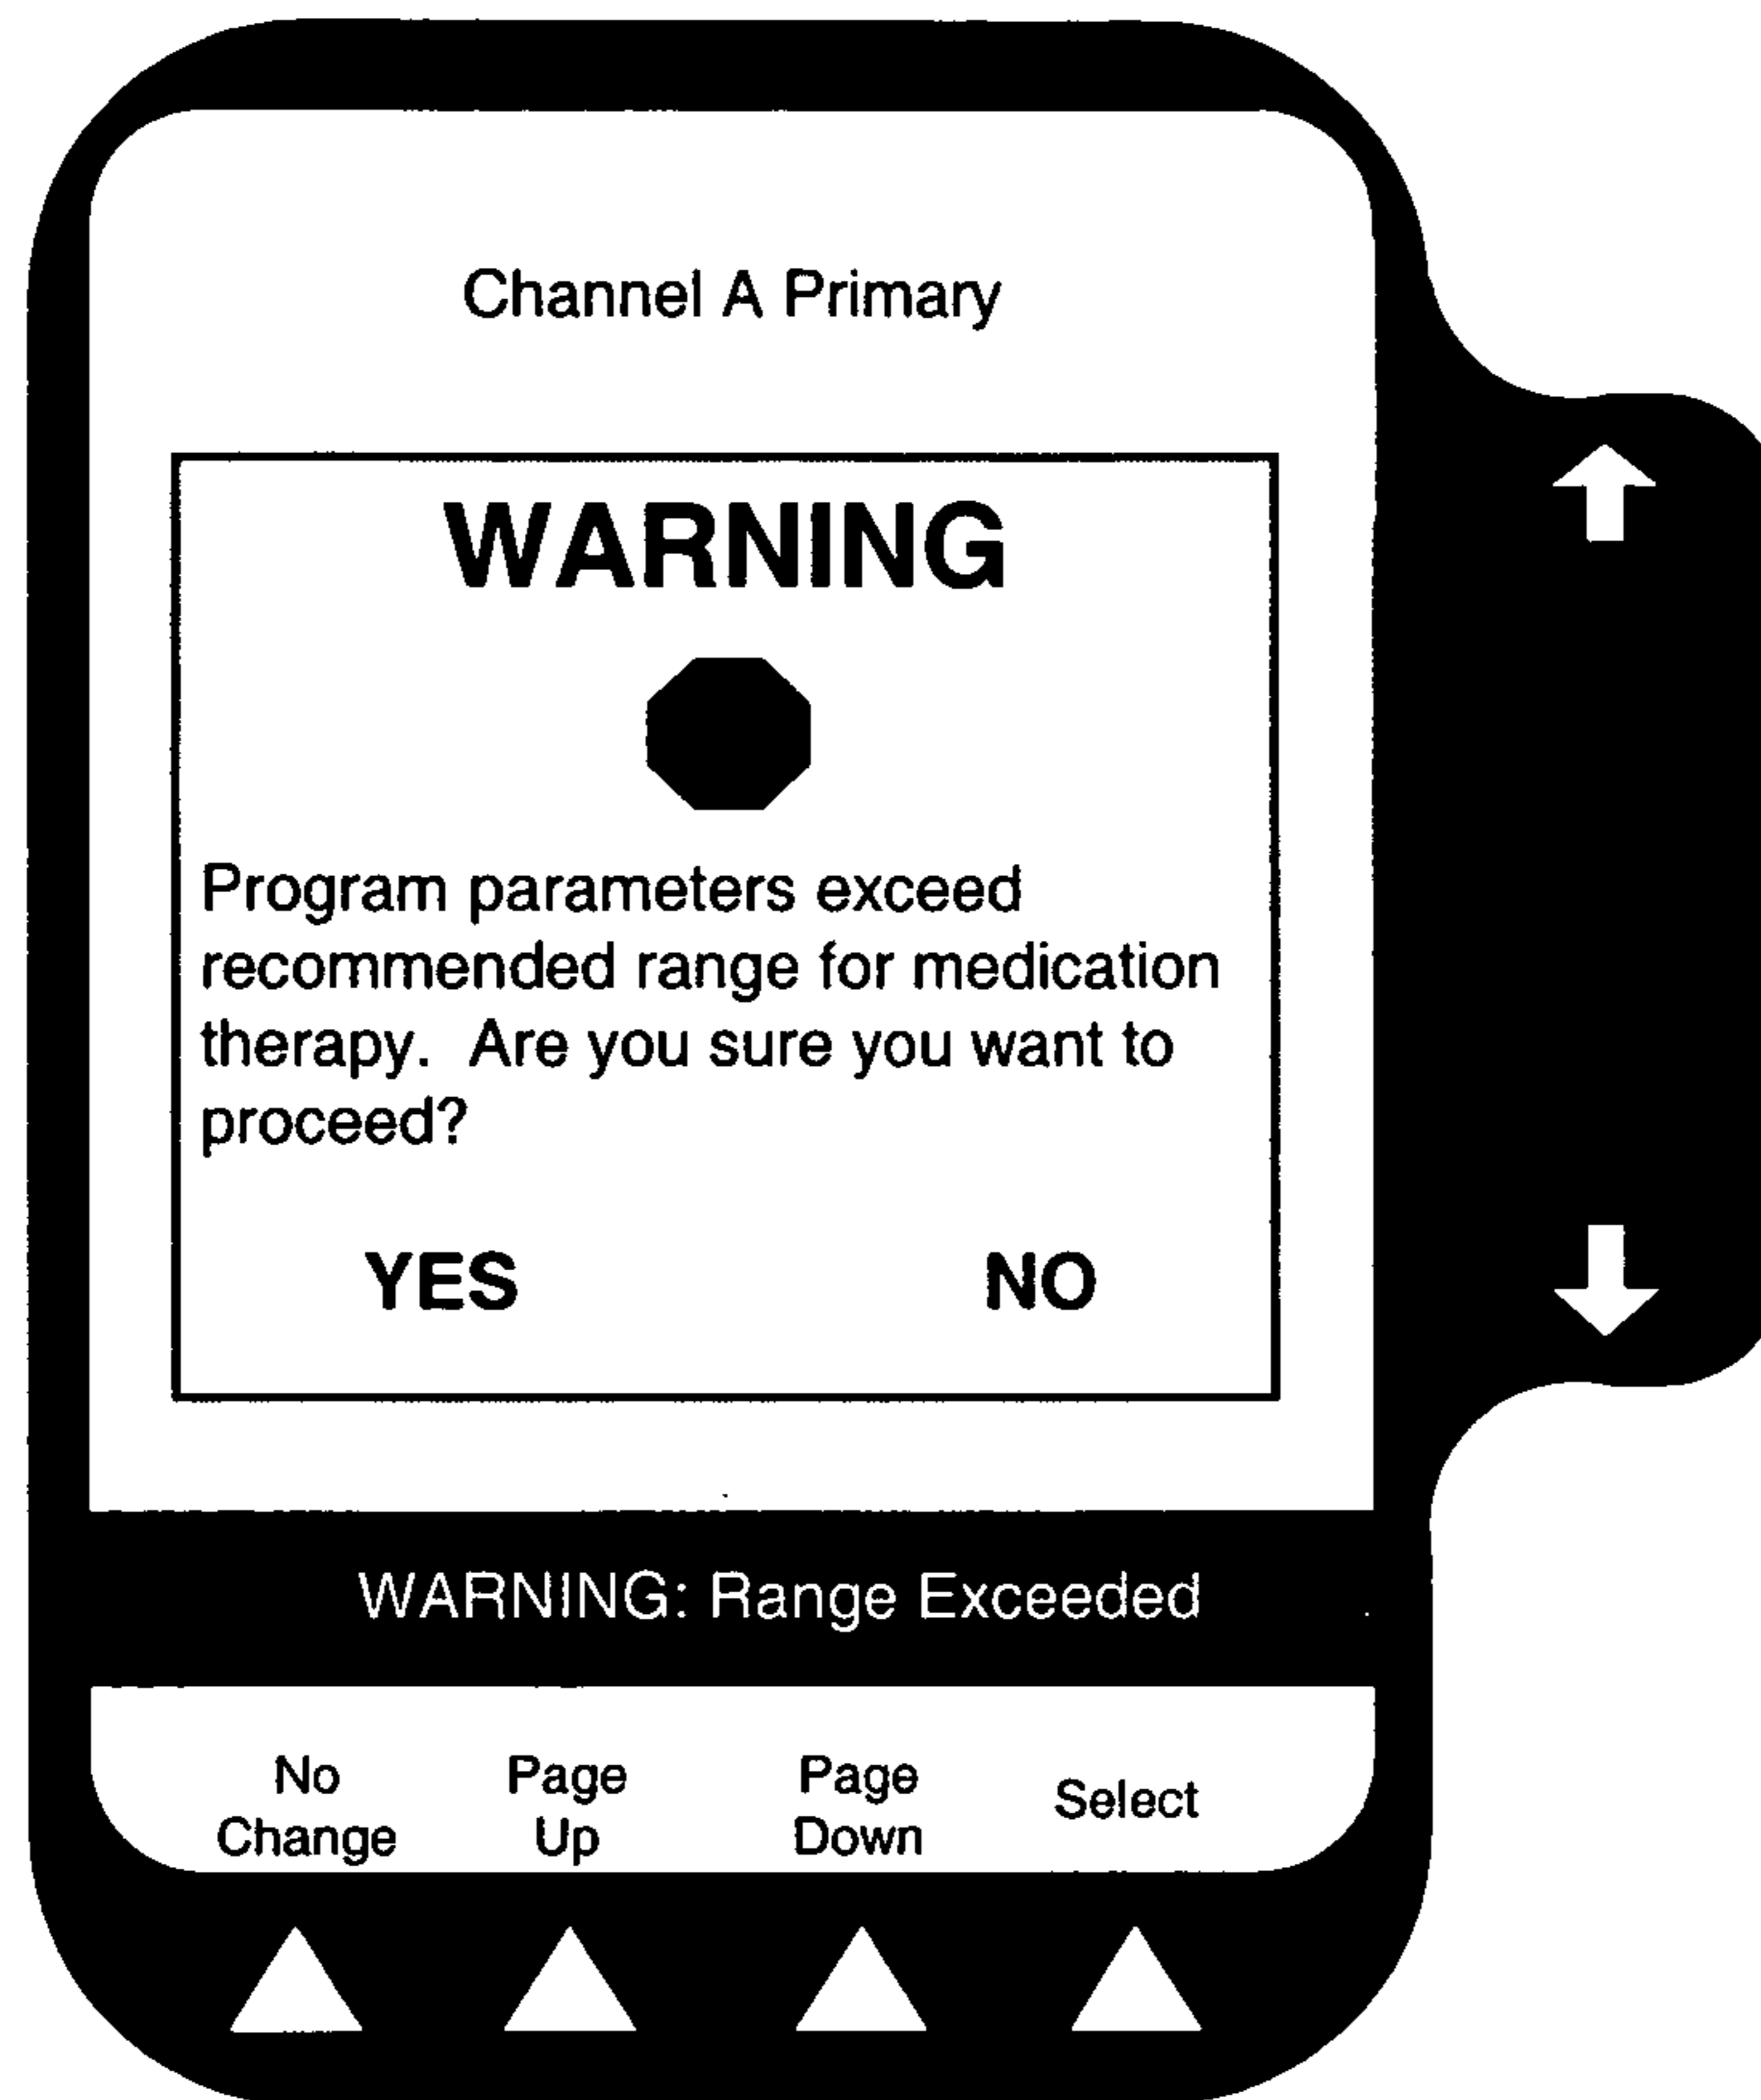 Channel A Primary
WARNING
Program parameters exceed
recommended range for medication
therapy.  Are you sure you want to
proceed?
YES NO
WARNING: Range Exceeded
No Page Page Select
Change Up Down